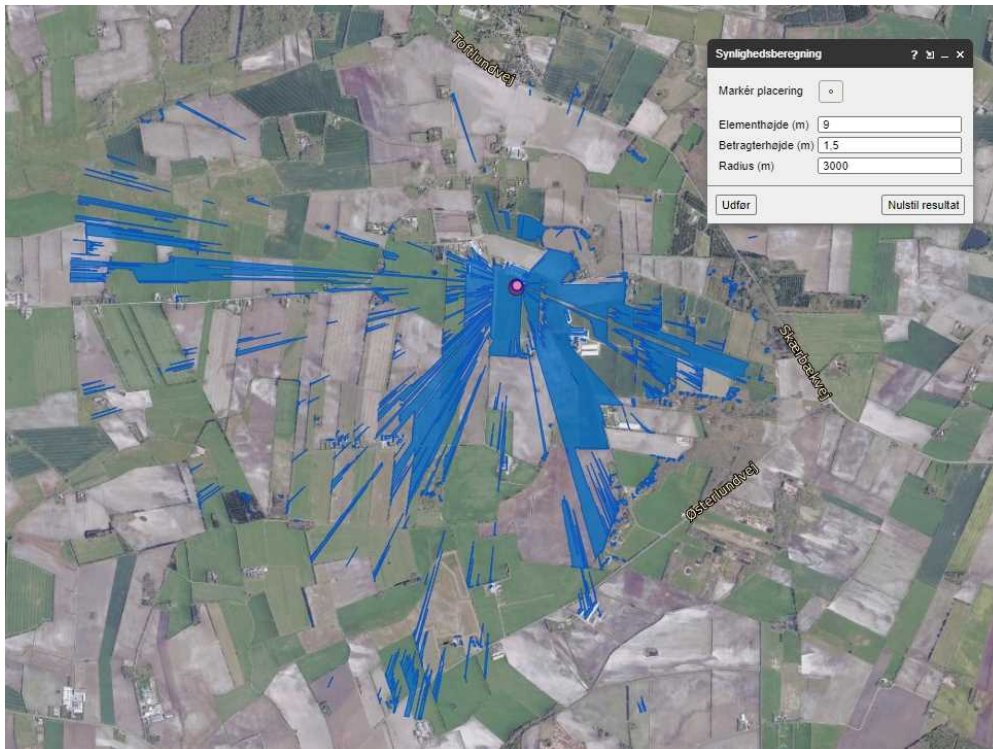 Toftlundvej
Synlighedsberegning
Markér placering
Elementhøjde (m) 9
Betragterhøjde (m) 1.5
Radius (m) 3000
Udfør Nulstil resultat
Skærbækvej
Østerlundvej